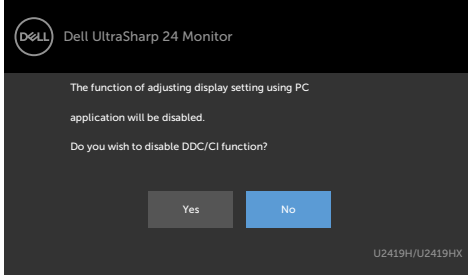 DELL
Dell UltraSharp 24 Monitor
The function of adjusting display setting using PC
application will be disabled.
Do you wish to disable DDC/CI function?
Yes
No
U2419H/U2419HX